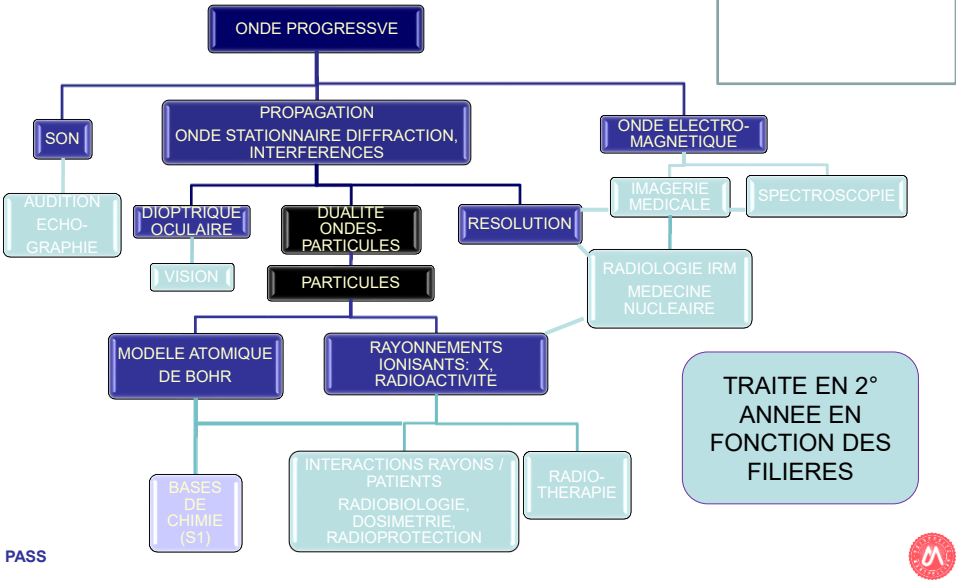 ONDE PROGRESSVE
SON
PROPAGATION
ONDE STATIONNAIRE DIFFRACTION,
INTERFERENCES
ONDE ELECTRO-
MAGNETIQUE
AUDITION
ECHO-
GRAPHIE
DIOPTRIQUE
OCULAIRE
DUALITE
ONDES-
PARTICULES
RESOLUTION
IMAGERIE
MEDICALE
SPECTROSCOPIE
VISION
PARTICULES
RADIOLOGIE IRM
MEDECINE
NUCLEAIRE
MODELE ATOMIQUE
DE BOHR
RAYONNEMENTS
IONISANTS: X,
RADIOACTIVITE
TRAITE EN 2°
ANNEE EN
FONCTION DES
FILIERES
BASES
DE
CHIMIE
(S1)
INTERACTIONS RAYONS /
PATIENTS
RADIOBIOLOGIE,
DOSIMETRIE,
RADIOPROTECTION
RADIO-
THERAPIE
PASS